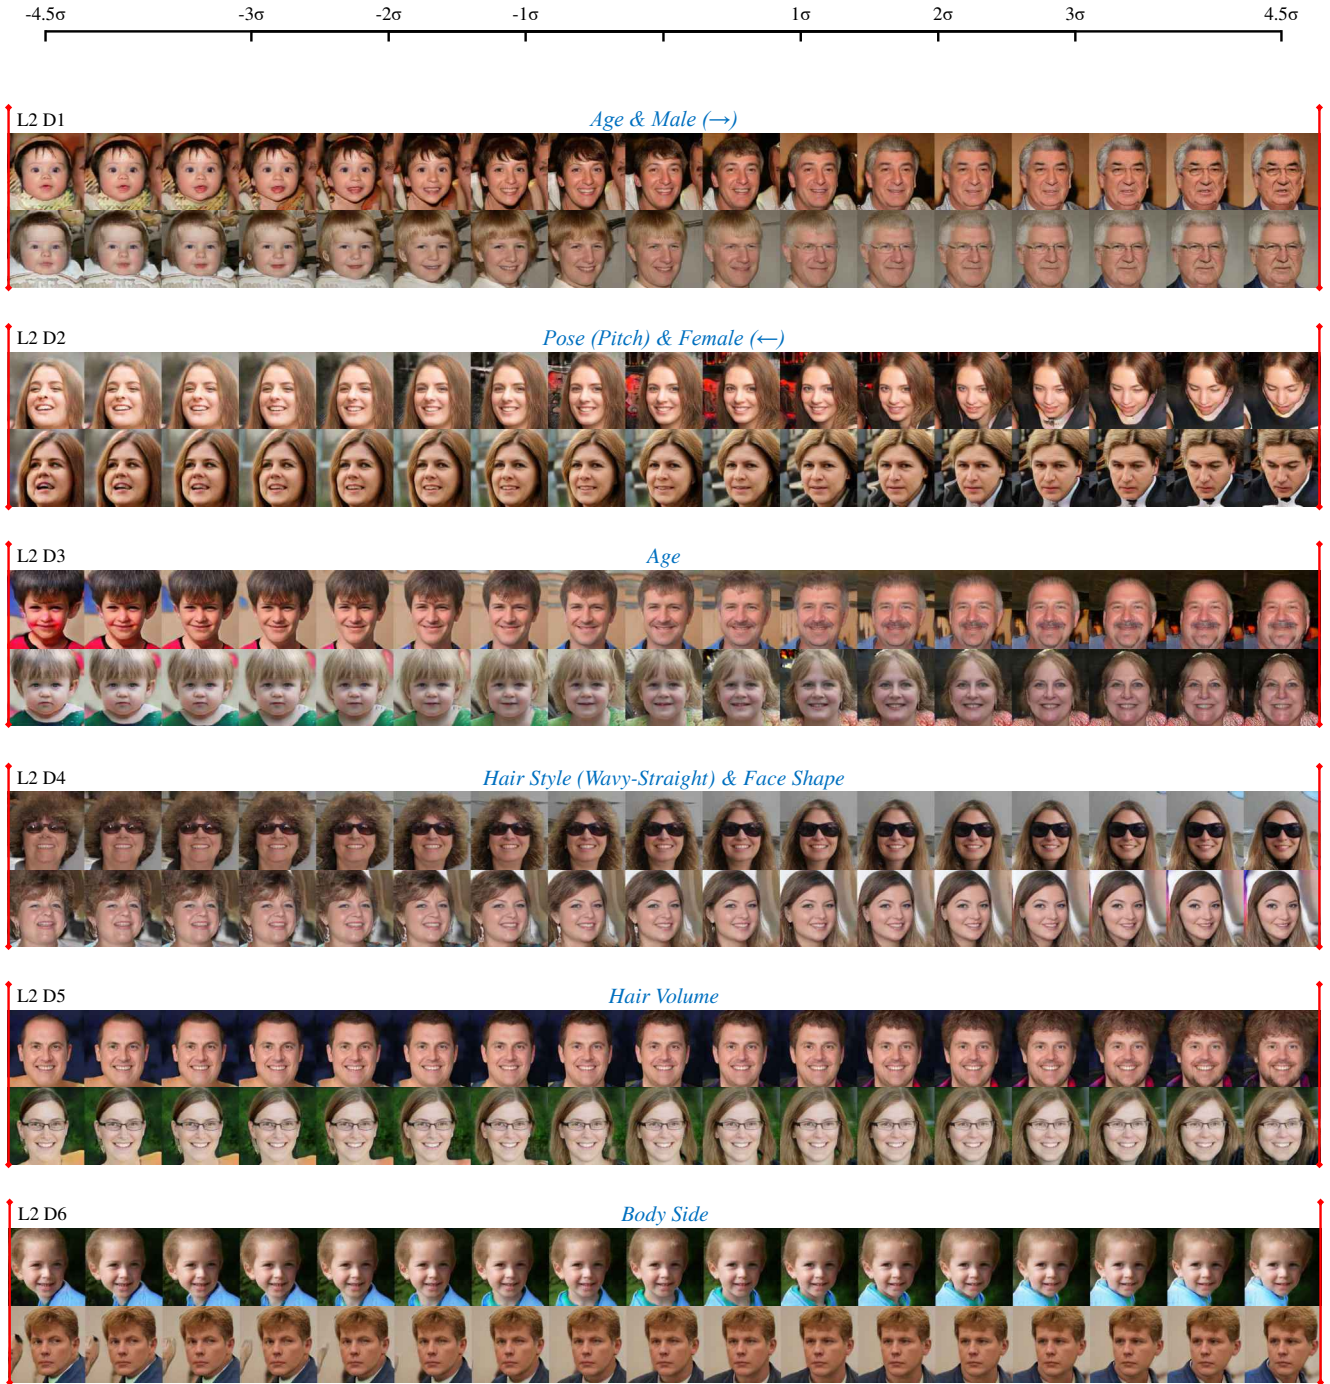 -4.5σ -3σ -2σ -1σ 1σ 2σ 3σ 4.5σ
L2 D1 Age & Male (→)
L2 D2 Pose (Pitch) & Female (←)
L2 D3 Age
L2 D4 Hair Style (Wavy-Straight) & Face Shape
L2 D5 Hair Volume
L2 D6 Body Side